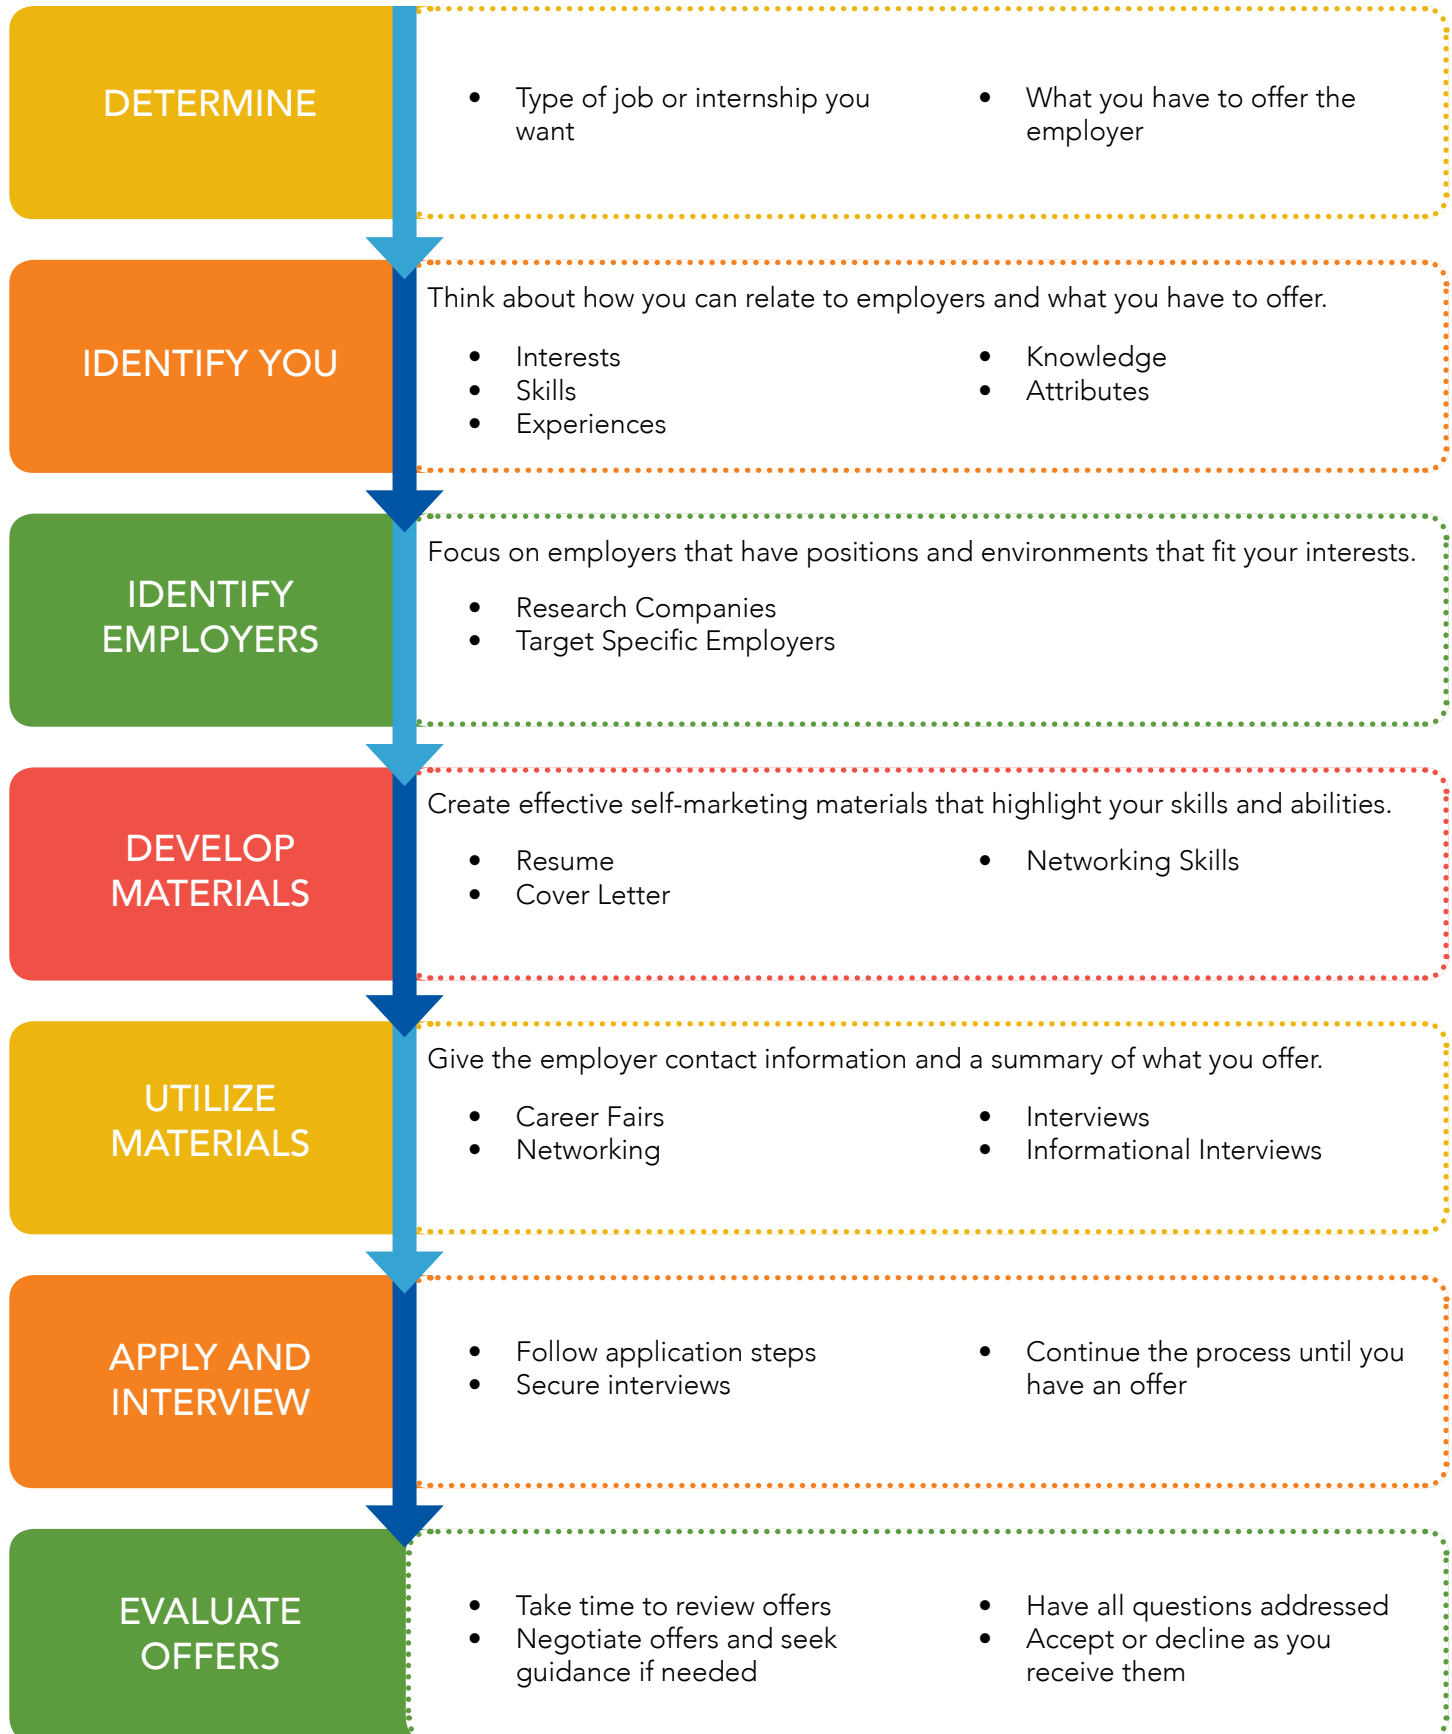 DETERMINE
• Type of job or internship you
want
• What you have to offer the
employer
IDENTIFY YOU
Think about how you can relate to employers and what you have to offer.
• Interests
• Skills
• Experiences
• Knowledge
• Attributes
IDENTIFY
EMPLOYERS
Focus on employers that have positions and environments that fit your interests.
• Research Companies
• Target Specific Employers
DEVELOP
MATERIALS
Create effective self-marketing materials that highlight your skills and abilities.
• Resume
• Cover Letter
• Networking Skills
UTILIZE
MATERIALS
Give the employer contact information and a summary of what you offer.
• Career Fairs
• Networking
• Interviews
• Informational Interviews
APPLY AND
INTERVIEW
• Follow application steps
• Secure interviews
• Continue the process until you
have an offer
EVALUATE
OFFERS
• Take time to review offers
• Negotiate offers and seek
guidance if needed
• Have all questions addressed
• Accept or decline as you
receive them